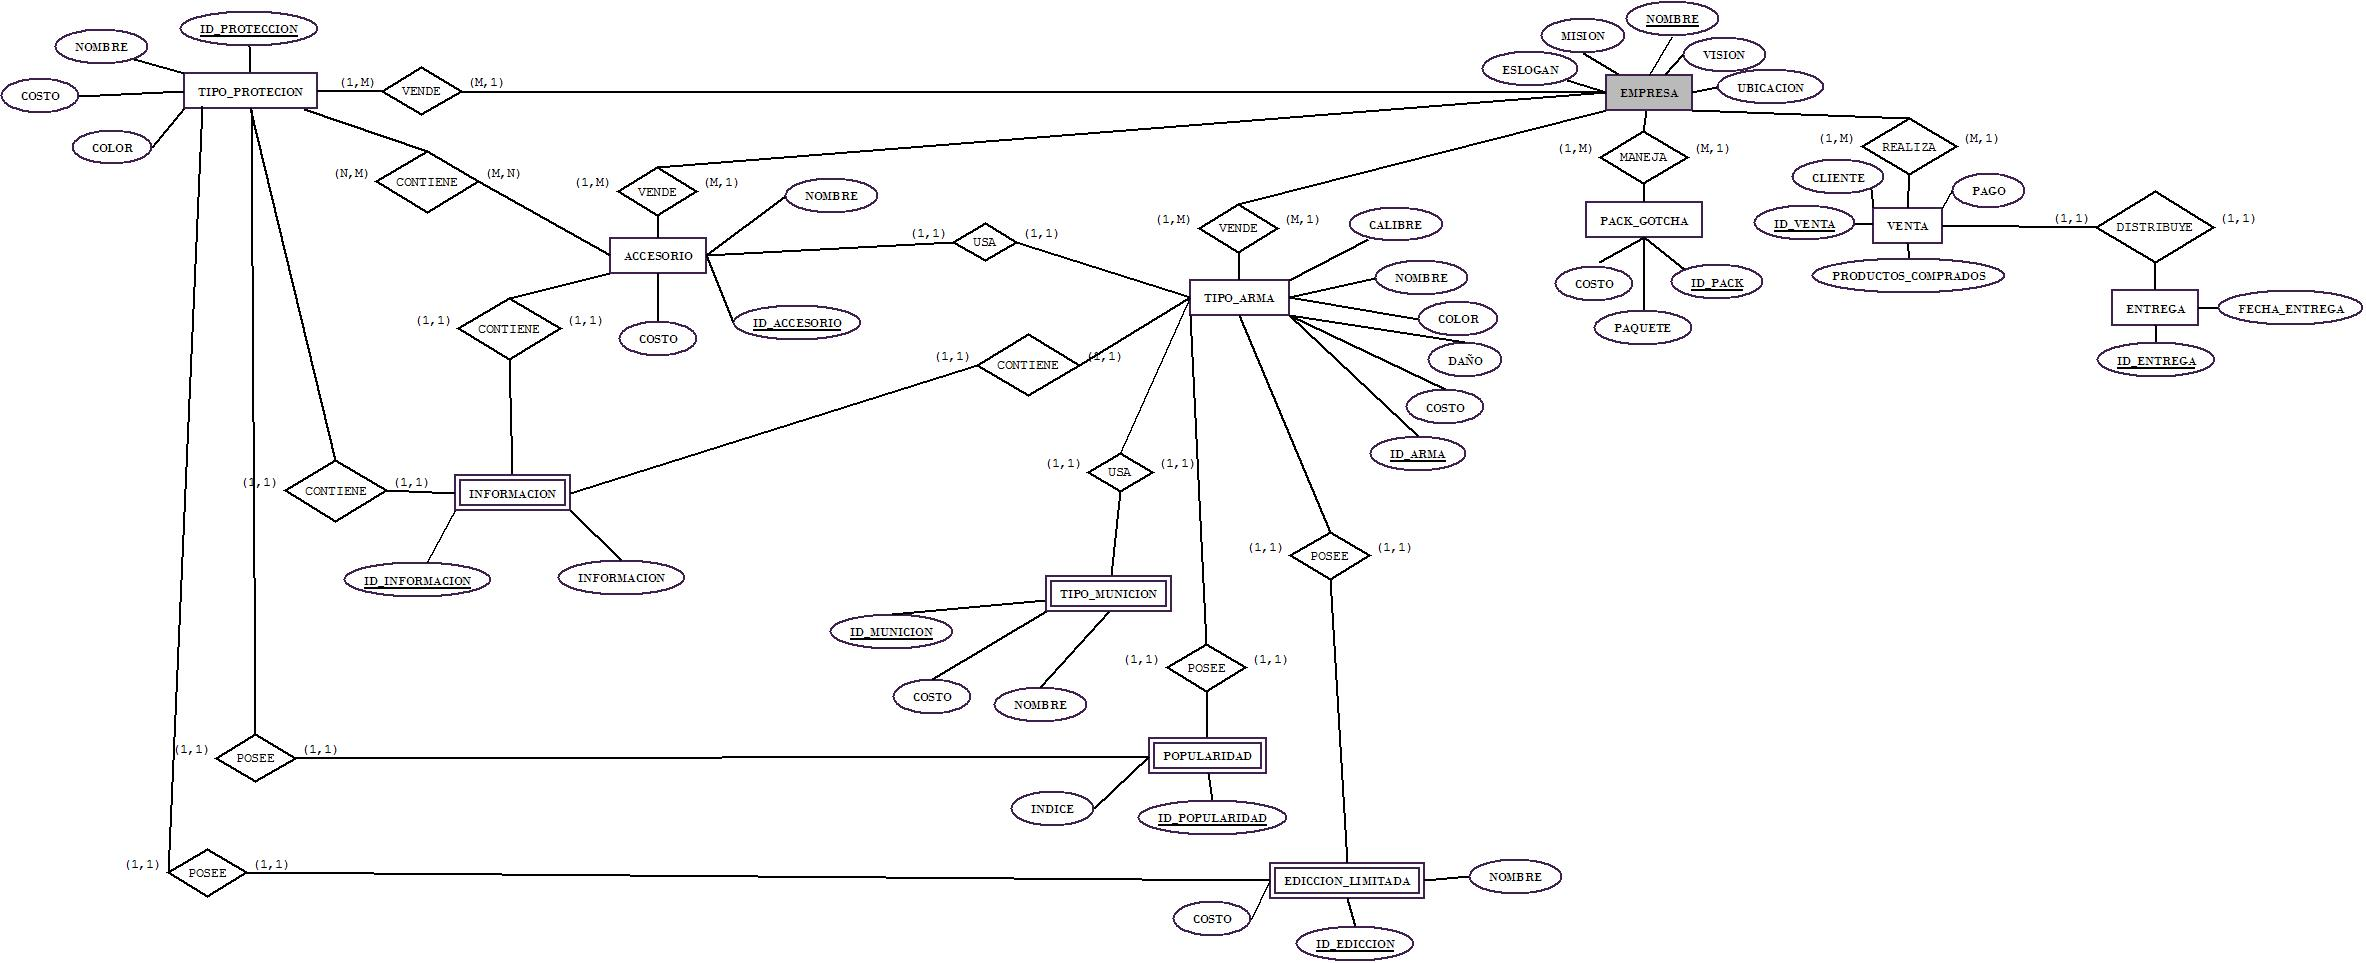 ID_PROTECCION
NOMBRE
MISION
NOMBRE
VISION
ESLOGAN
UBICACION
COSTO
TIPO_PROTECION
(1,M)
VENDE
(M,1)
EMPRESA
COLOR
(N,M)
CONTIENE
(M,N)
(1,M)
VENDE
(M,1)
NOMBRE
(1,M)
MANEJA
(M,1)
(1,M)
REALIZA
(M,1)
CLIENTE
PAGO
PACK_GOTCHA
ID_VENTA
VENTA
(1,1)
DISTRIBUYE
(1,1)
(1,M)
VENDE
(M,1)
CALIBRE
ACCESORIO
(1,1)
USA
(1,1)
TIPO_ARMA
NOMBRE
COSTO
ID_PACK
PRODUCTOS_COMPRADOS
COLOR
PAQUETE
ENTREGA
FECHA_ENTREGA
(1,1)
CONTIENE
(1,1)
COSTO
ID_ACCESORIO
(1,1)
CONTIENE
(1,1)
DAÑO
ID_ENTREGA
COSTO
ID_ARMA
(1,1)
CONTIENE
(1,1)
INFORMACION
(1,1)
USA
(1,1)
(1,1)
POSEE
(1,1)
ID_INFORMACION
INFORMACION
TIPO_MUNICION
ID_MUNICION
COSTO
NOMBRE
(1,1)
POSEE
(1,1)
(1,1)
POSEE
(1,1)
POPULARIDAD
INDICE
ID_POPULARIDAD
(1,1)
POSEE
(1,1)
EDICCION_LIMITADA
NOMBRE
COSTO
ID_EDICCION